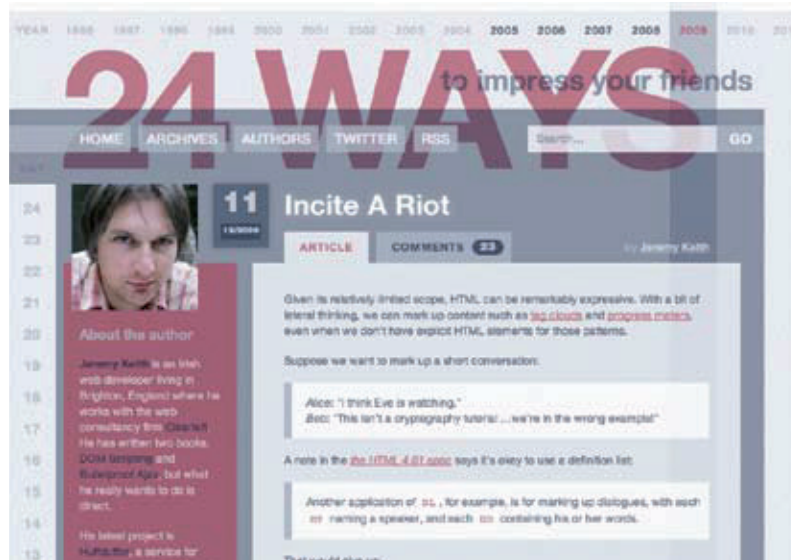 YEAR 2000 2001 2002 2003 2004 2005 2006 2007 2008 2009 2010
24 WAYS
to impress your friends
HOME ARCHIVES AUTHORS TWITTER RSS Search... GO
DAY
24
23
22
21
20
19
18
17
16
15
14
13
11
12/2009
Incite A Riot
ARTICLE COMMENTS 23 by Jeremy Keith
About the author
Jeremy Keith is an Irish
web developer living in
Brighton, England where he
works with the web
consultancy firm Clearleft.
He has written two books,
DOM Scripting and
Bulletproof Ajax, but what
he really wants to do is
direct.
His latest project is
Huffduffer, a service for
Given its relatively limited scope, HTML can be remarkably expressive. With a bit of
lateral thinking, we can mark up content such as tag clouds and progress meters,
even when we don't have explicit HTML elements for those patterns.
Suppose we want to mark up a short conversation:
Alice: "I think Eve is watching."
Bob: "This isn't a cryptography tutorial ...we're in the wrong example!"
A note in the the HTML 4.01 spec says it's okay to use a definition list:
Another application of DL, for example, is for marking up dialogues, with each
DT naming a speaker, and each DD containing his or her words.
That would give us: